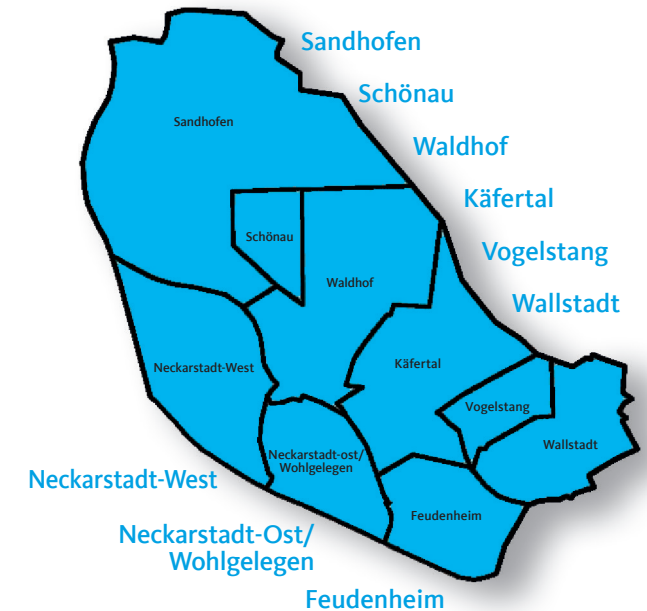 Sandhofen
Schönau
Waldhof
Käfertal
Vogelstang
Wallstadt
Sandhofen
Schönau
Waldhof
Neckarstadt-West
Käfertal
Vogelstang
Wallstadt
Neckarstadt-ost/
Wohlgelegen
Feudenheim
Neckarstadt-West
Neckarstadt-Ost/
Wohlgelegen
Feudenheim